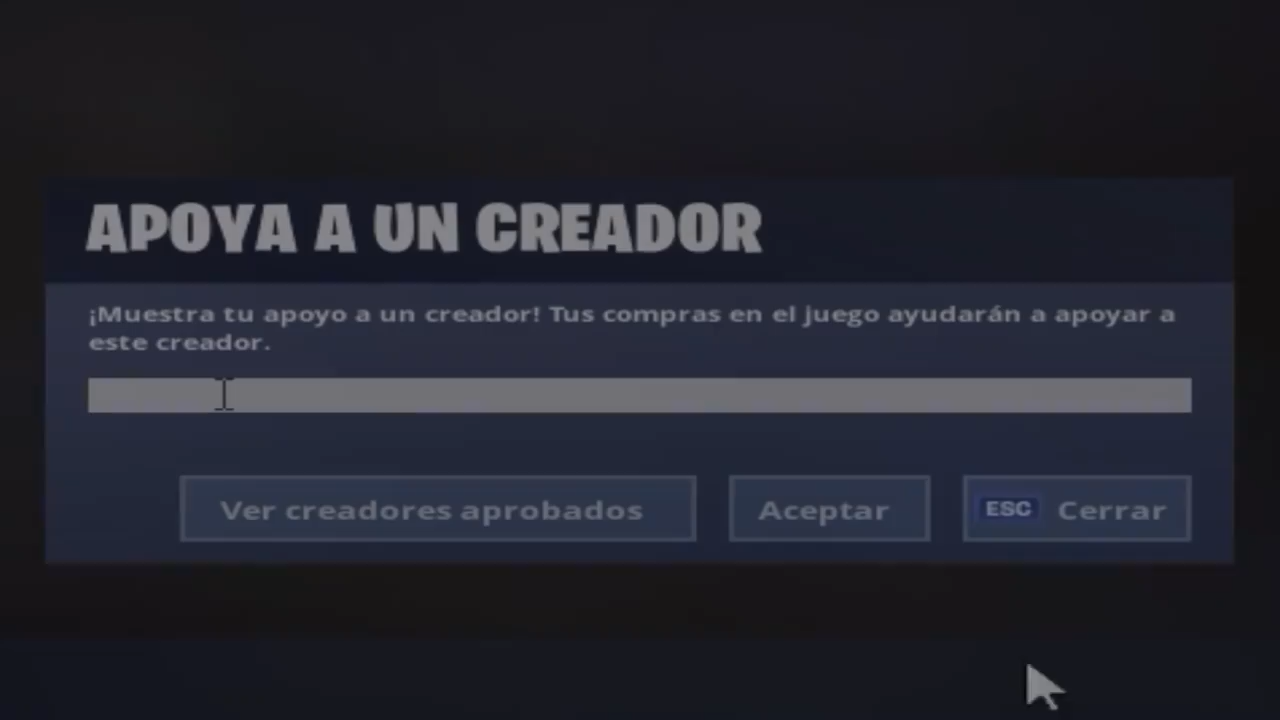 APOYA A UN CREADOR
¡Muestra tu apoyo a un creador! Tus compras en el juego ayudarán a apoyar a
este creador.
Ver creadores aprobados
Aceptar
ESC Cerrar